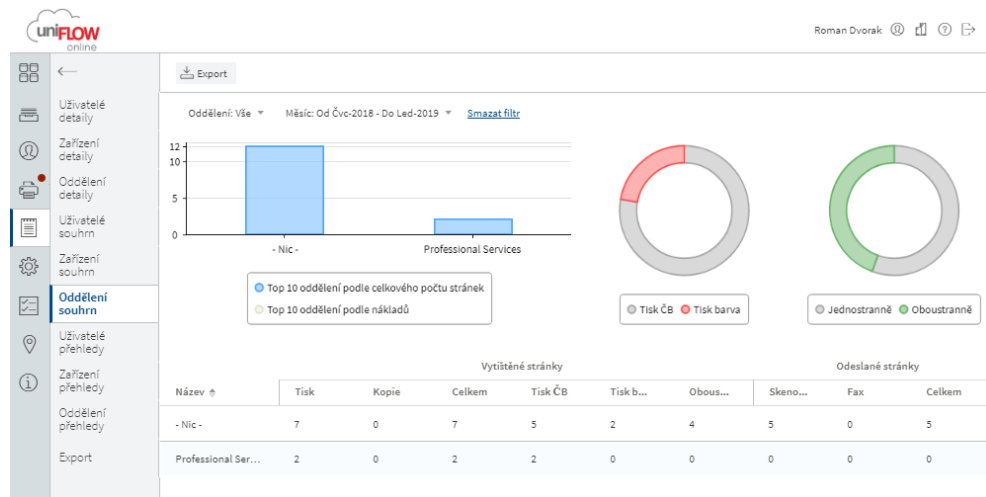 uniFLOW
online
Roman Dvorak
Export
Uživatelé
detaily
Zařízení
detaily
Oddělení
detaily
Uživatelé
souhrn
Zařízení
souhrn
Oddělení
souhrn
Uživatelé
přehledy
Zařízení
přehledy
Oddělení
přehledy
Export
Oddělení: Vše Měsíc: Od Čvc-2018 - Do Led-2019 Smazat filtr
12
10
5
0
- Nic - Professional Services
Top 10 oddělení podle celkového počtu stránek
Top 10 oddělení podle nákladů
Tisk ČB Tisk barva
Jednostranně Oboustranně
Vytištěné stránky Odeslané stránky
Název Tisk Kopie Celkem Tisk ČB Tisk b... Obous... Skeno... Fax Celkem
- Nic - 7 0 7 5 2 4 5 0 5
Professional Ser... 2 0 2 2 0 0 0 0 0